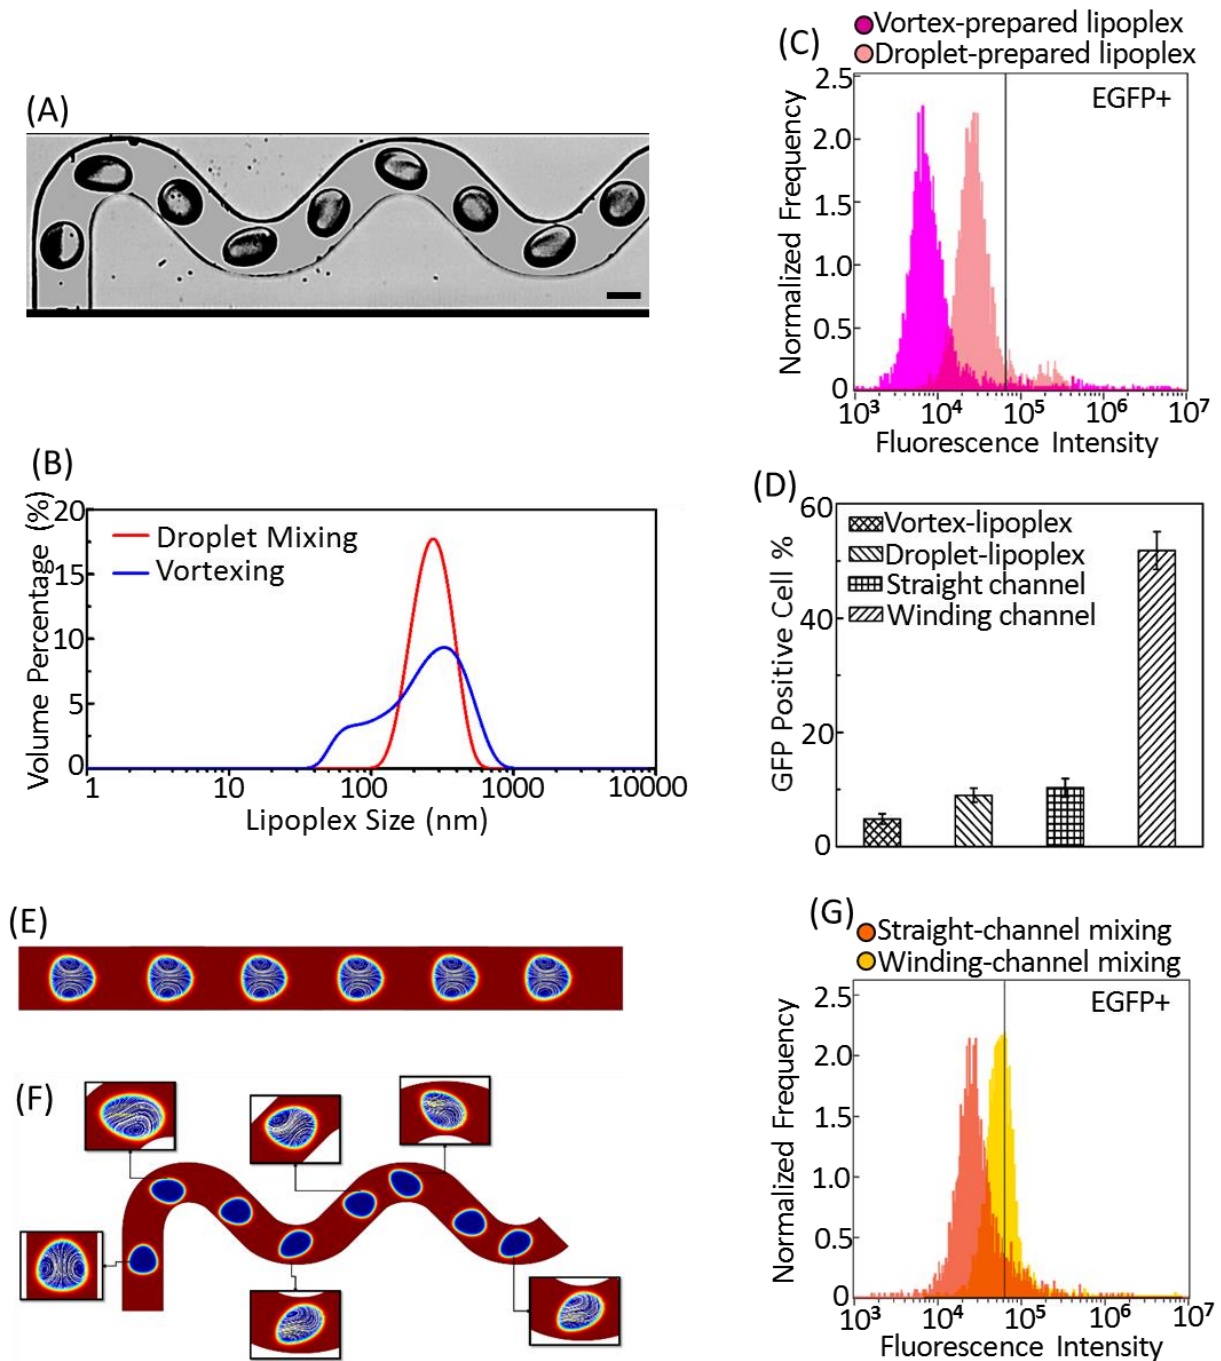 (A)
(B)
Volume Percentage (%)
20
15
10
5
0
Droplet Mixing
Vortexing
1 10 100 1000 10000
Lipoplex Size (nm)
(C)
Vortex-prepared lipoplex
Droplet-prepared lipoplex
EGFP+
Normalized Frequency
2.5
2.0
1.5
1.0
0.5
0
10³ 10⁴ 10⁵ 10⁶ 10⁷
Fluorescence Intensity
(D)
GFP Positive Cell %
60
40
20
0
Vortex-lipoplex
Droplet-lipoplex
Straight channel
Winding channel
(E)
(F)
(G)
Straight-channel mixing
Winding-channel mixing
EGFP+
Normalized Frequency
2.5
2.0
1.5
1.0
0.5
0
10³ 10⁴ 10⁵ 10⁶ 10⁷
Fluorescence Intensity